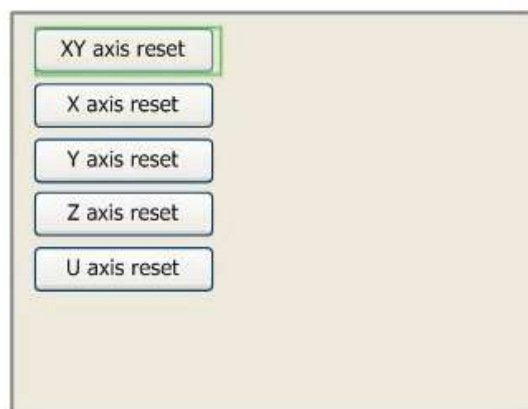 XY axis reset
X axis reset
Y axis reset
Z axis reset
U axis reset